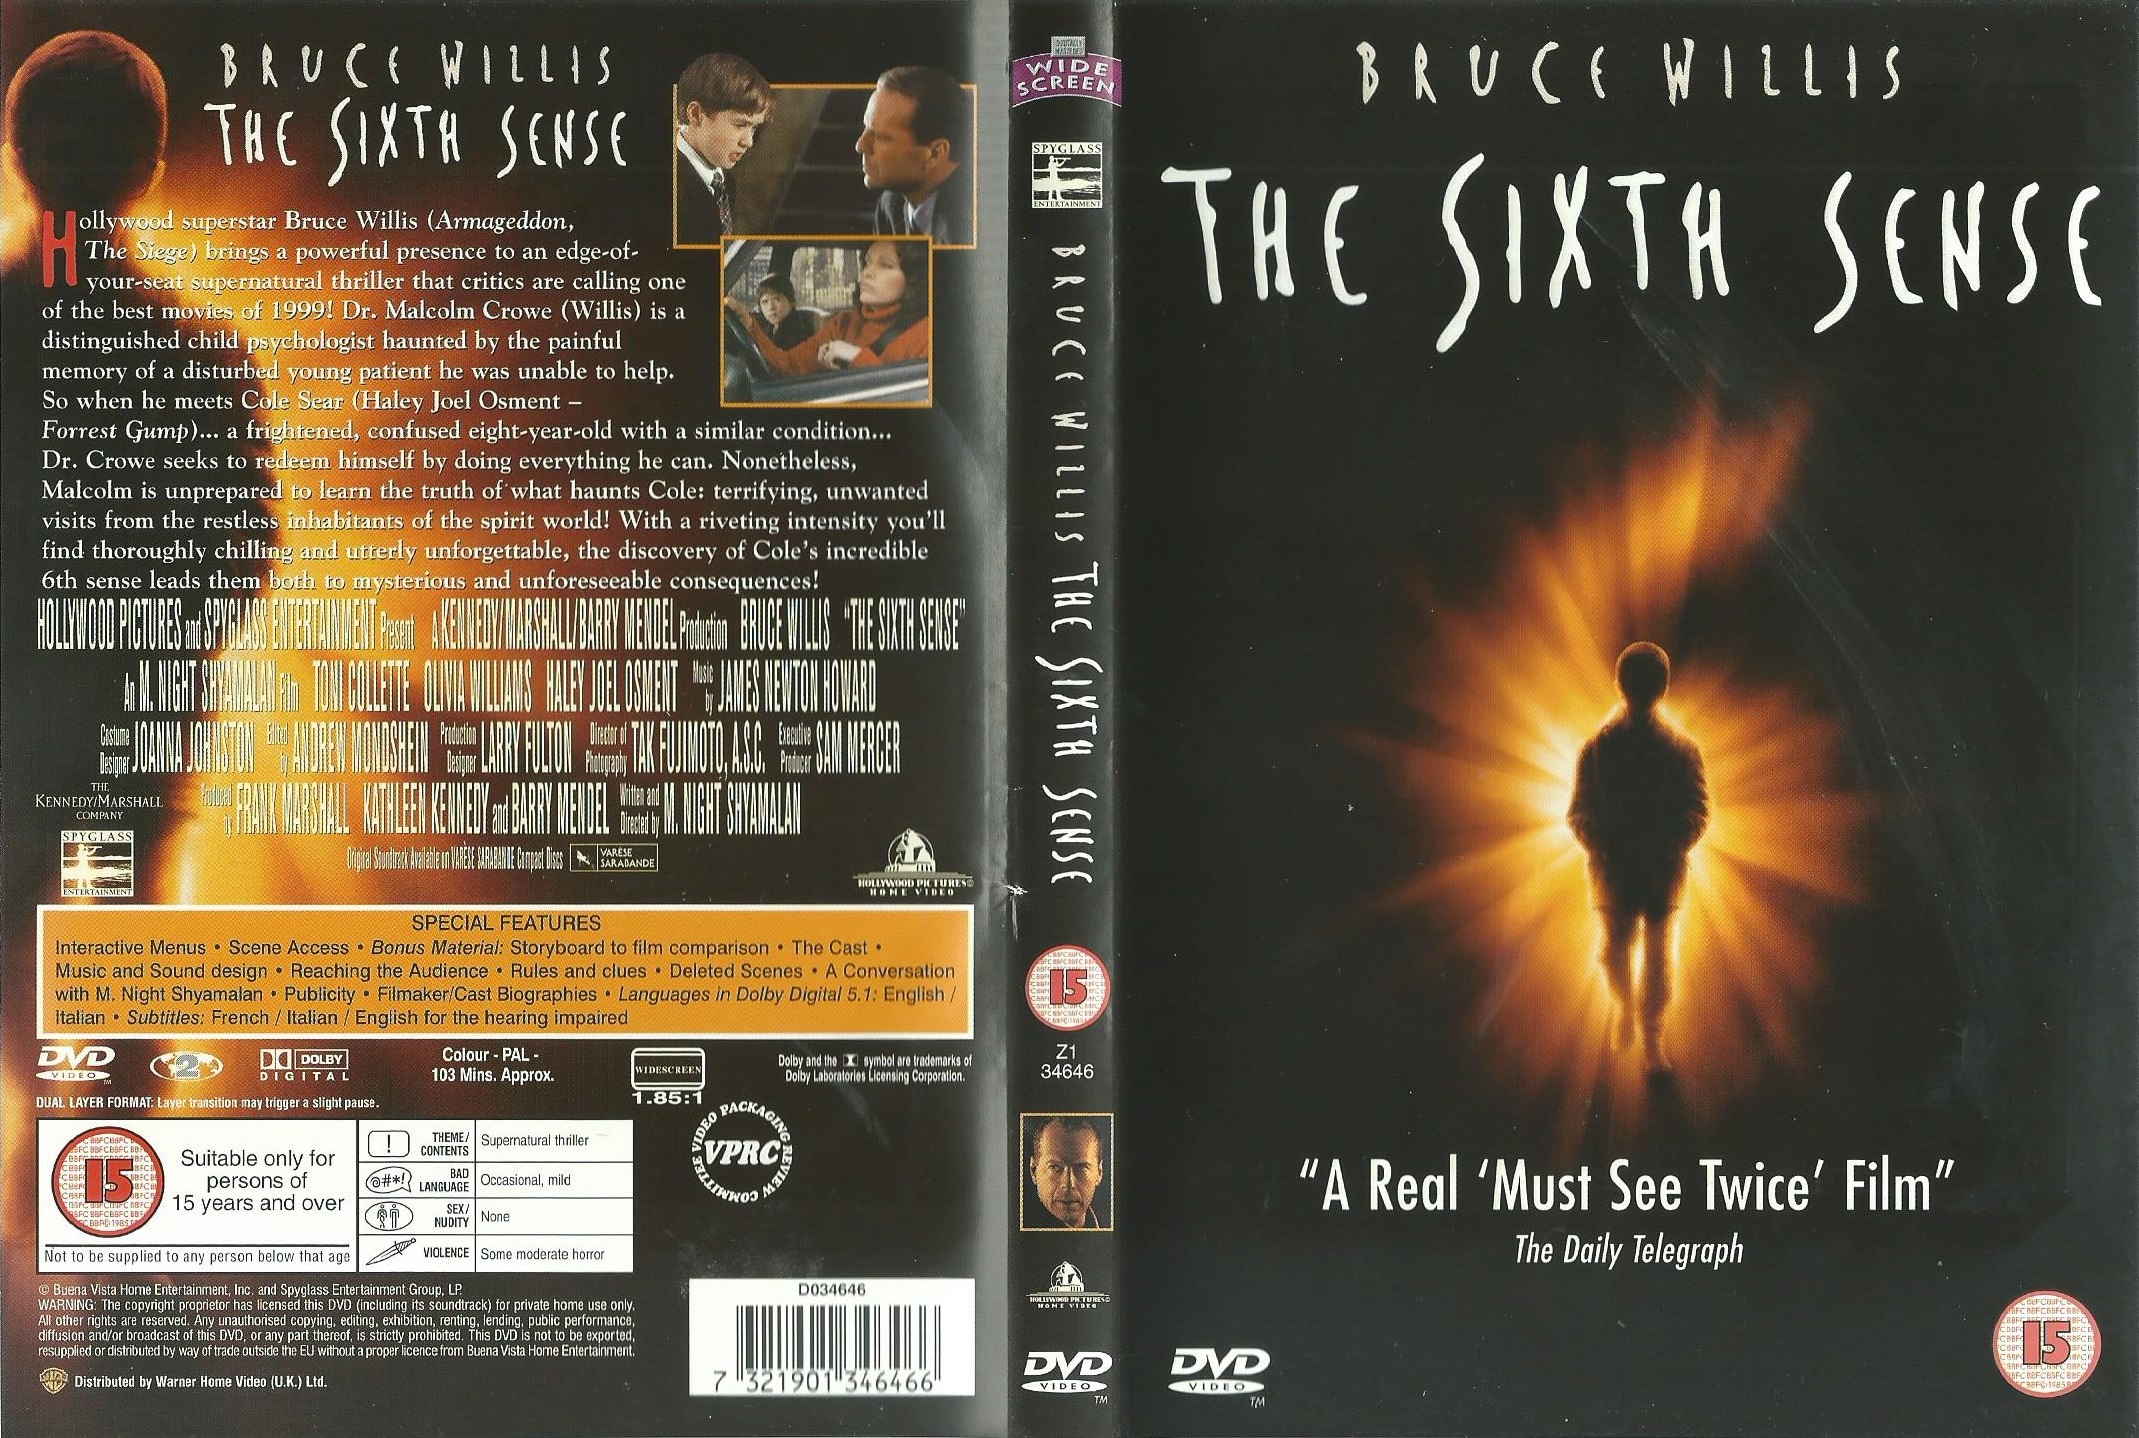 BRUCE WILLIS
THE SIXTH SENSE
Hollywood superstar Bruce Willis (Armageddon,
The Siege) brings a powerful presence to an edge-of-
your-seat supernatural thriller that critics are calling one
of the best movies of 1999! Dr. Malcolm Crowe (Willis) is a
distinguished child psychologist haunted by the painful
memory of a disturbed young patient he was unable to help.
So when he meets Cole Sear (Haley Joel Osment –
Forrest Gump)... a frightened, confused eight-year-old with a similar condition...
Dr. Crowe seeks to redeem himself by doing everything he can. Nonetheless,
Malcolm is unprepared to learn the truth of what haunts Cole: terrifying, unwanted
visits from the restless inhabitants of the spirit world! With a riveting intensity you'll
find thoroughly chilling and utterly unforgettable, the discovery of Cole's incredible
6th sense leads them both to mysterious and unforeseeable consequences!
HOLLYWOOD PICTURES and SPYGLASS ENTERTAINMENT Present A KENNEDY/MARSHALL/BARRY MENDEL Production BRUCE WILLIS "THE SIXTH SENSE"
An M. NIGHT SHYAMALAN Film TONI COLLETTE OLIVIA WILLIAMS HALEY JOEL OSMENT Music by JAMES NEWTON HOWARD
Costume Designer JOANNA JOHNSTON Edited by ANDREW MONDSHEIN Production Designer LARRY FULTON Director of Photography TAK FUJIMOTO, A.S.C. Executive Producer SAM MERCER
Produced by FRANK MARSHALL KATHLEEN KENNEDY and BARRY MENDEL Written and Directed by M. NIGHT SHYAMALAN
THE
KENNEDY/MARSHALL
COMPANY
SPYGLASS
ENTERTAINMENT
Original Soundtrack Available on VARÈSE SARABANDE Compact Discs
VARÈSE
SARABANDE
HOLLYWOOD PICTURES©
HOME VIDEO
SPECIAL FEATURES
Interactive Menus • Scene Access • Bonus Material: Storyboard to film comparison • The Cast •
Music and Sound design • Reaching the Audience • Rules and clues • Deleted Scenes • A Conversation
with M. Night Shyamalan • Publicity • Filmaker/Cast Biographies • Languages in Dolby Digital 5.1: English /
Italian • Subtitles: French / Italian / English for the hearing impaired
DVD
VIDEO
TM
2
DOLBY
DIGITAL
Colour - PAL -
103 Mins. Approx.
WIDESCREEN
1.85:1
Dolby and the symbol are trademarks of
Dolby Laboratories Licensing Corporation.
DUAL LAYER FORMAT: Layer transition may trigger a slight pause.
15
Suitable only for
persons of
15 years and over
Not to be supplied to any person below that age
!
THEME/
CONTENTS
Supernatural thriller
@#*!
BAD
LANGUAGE
Occasional, mild
SEX/
NUDITY
None
VIOLENCE
Some moderate horror
VIDEO PACKAGING REVIEW COMMITTEE
VPRC
© Buena Vista Home Entertainment, Inc. and Spyglass Entertainment Group, LP.
WARNING: The copyright proprietor has licensed this DVD (including its soundtrack) for private home use only.
All other rights are reserved. Any unauthorised copying, editing, exhibition, renting, lending, public performance,
diffusion and/or broadcast of this DVD, or any part thereof, is strictly prohibited. This DVD is not to be exported,
resupplied or distributed by way of trade outside the EU without a proper licence from Buena Vista Home Entertainment.
Distributed by Warner Home Video (U.K.) Ltd.
D034646
7 321901 346466
DIGITALLY
MASTERED
WIDE
SCREEN
SPYGLASS
ENTERTAINMENT
BRUCE WILLIS THE SIXTH SENSE
15
Z1
34646
HOLLYWOOD PICTURES©
HOME VIDEO
DVD
VIDEO
TM
BRUCE WILLIS
THE SIXTH SENSE
"A Real 'Must See Twice' Film"
The Daily Telegraph
DVD
VIDEO
TM
15